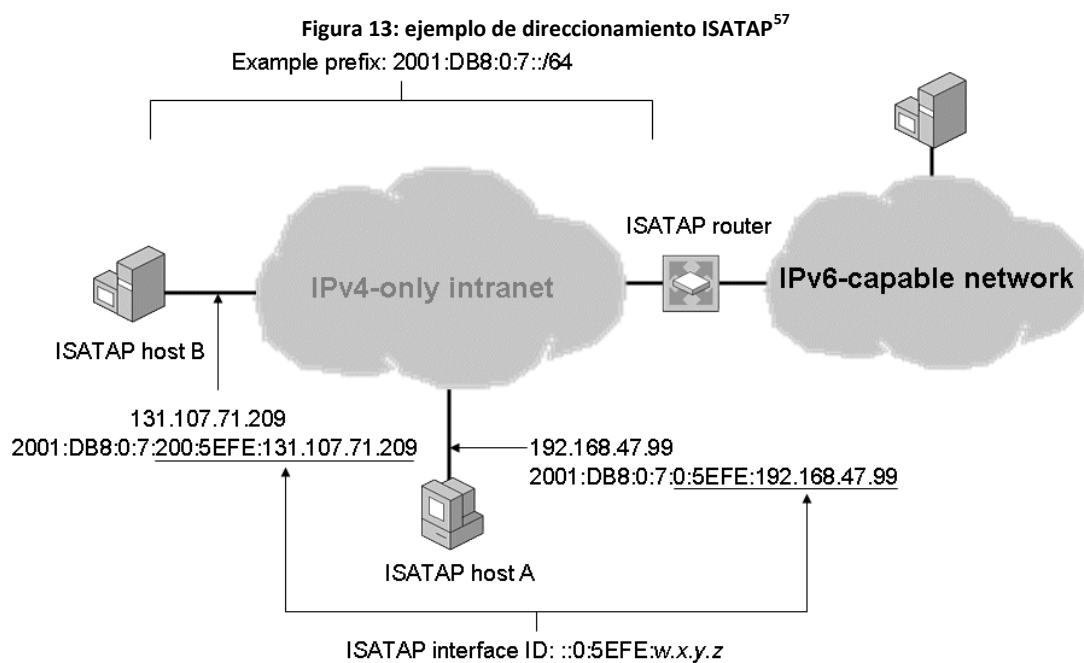 Figura 13: ejemplo de direccionamiento ISATAP57
Example prefix: 2001:DB8:0:7::/64
ISATAP router
IPv4-only intranet
IPv6-capable network
ISATAP host B
131.107.71.209
2001:DB8:0:7:200:5EFE:131.107.71.209
192.168.47.99
2001:DB8:0:7:0:5EFE:192.168.47.99
ISATAP host A
ISATAP interface ID: ::0:5EFE:w.x.y.z